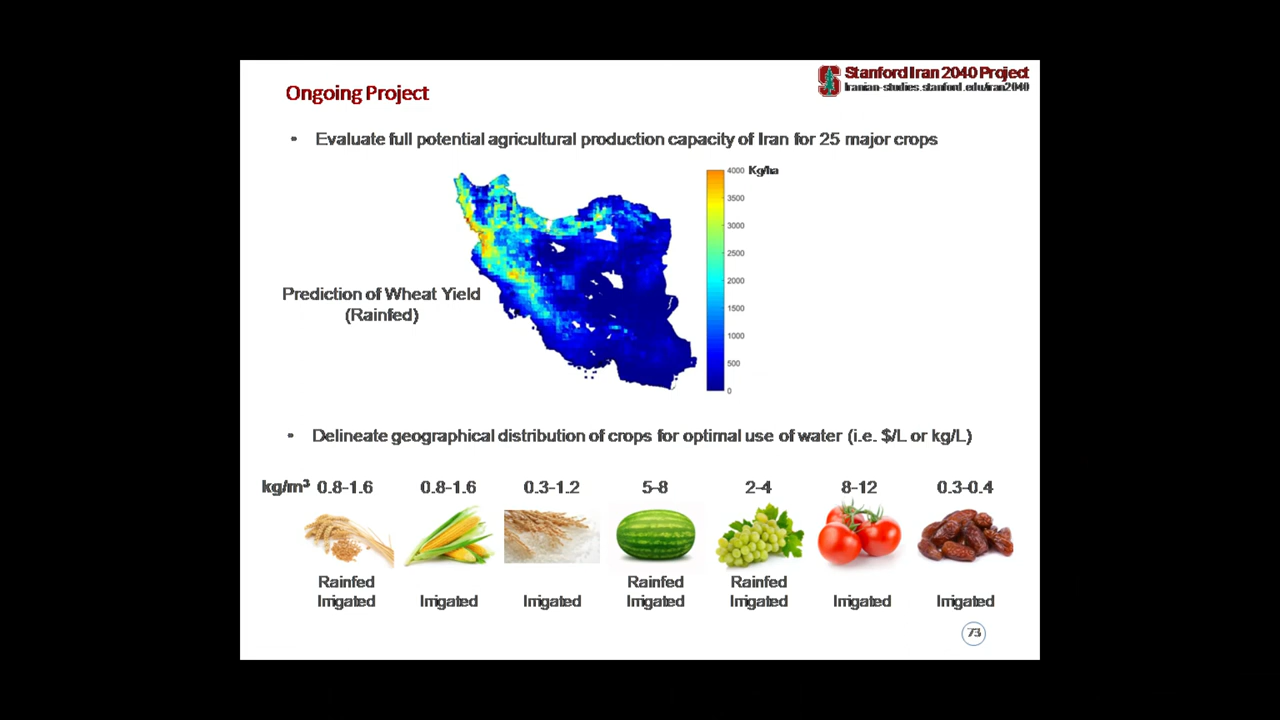 Stanford Iran 2040 Project
Iranian-studies.stanford.edu/iran2040
Ongoing Project
• Evaluate full potential agricultural production capacity of Iran for 25 major crops
4000 Kg/ha
3500
3000
2500
2000
1500
1000
500
0
Prediction of Wheat Yield
(Rainfed)
• Delineate geographical distribution of crops for optimal use of water (i.e. $/L or kg/L)
kg/m³ 0.8-1.6 0.8-1.6 0.3-1.2 5-8 2-4 8-12 0.3-0.4
Rainfed Rainfed Rainfed
Irrigated Irrigated Irrigated Irrigated Irrigated Irrigated Irrigated
73